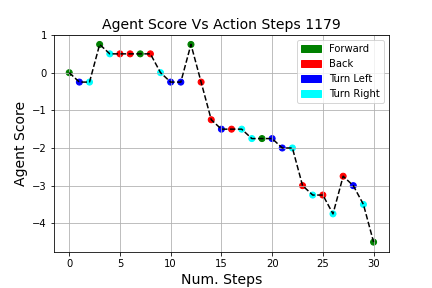 Agent Score Vs Action Steps 1179
Forward
Back
Turn Left
Turn Right
Agent Score
1
0
−1
−2
−3
−4
0 5 10 15 20 25 30
Num. Steps